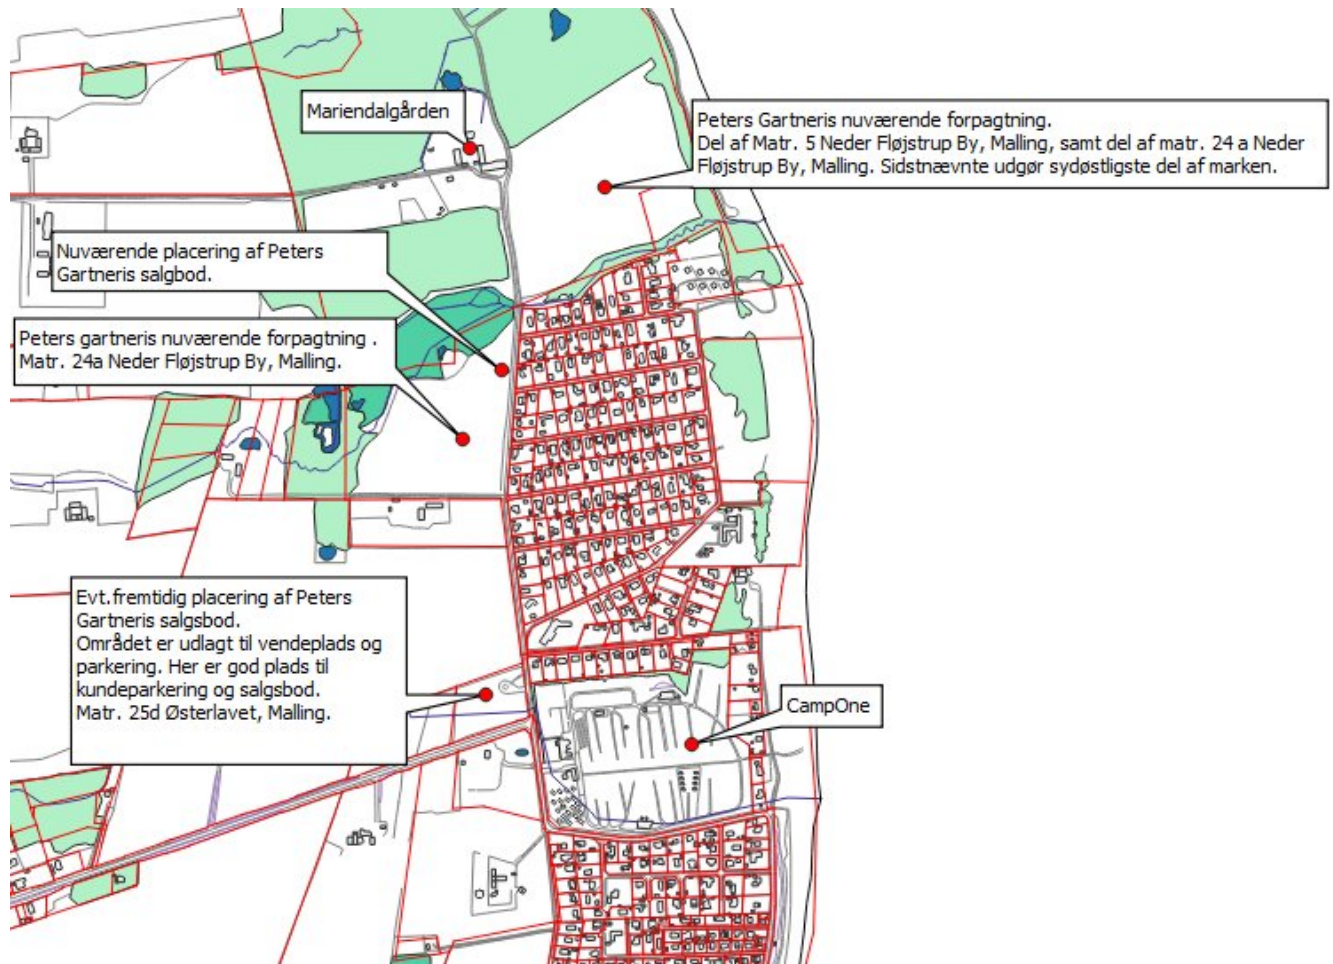 Mariendalgården
Peters Gartneris nuværende forpagtning.
Del af Matr. 5 Neder Fløjstrup By, Malling, samt del af matr. 24 a Neder
Fløjstrup By, Malling. Sidstnævnte udgør sydøstligste del af marken.
Nuværende placering af Peters
Gartneris salgbod.
Peters gartneris nuværende forpagtning .
Matr. 24a Neder Fløjstrup By, Malling.
Evt.fremtidig placering af Peters
Gartneris salgsbod.
Området er udlagt til vendeplads og
parkering. Her er god plads til
kundeparkering og salgsbod.
Matr. 25d Østerlavet, Malling.
CampOne